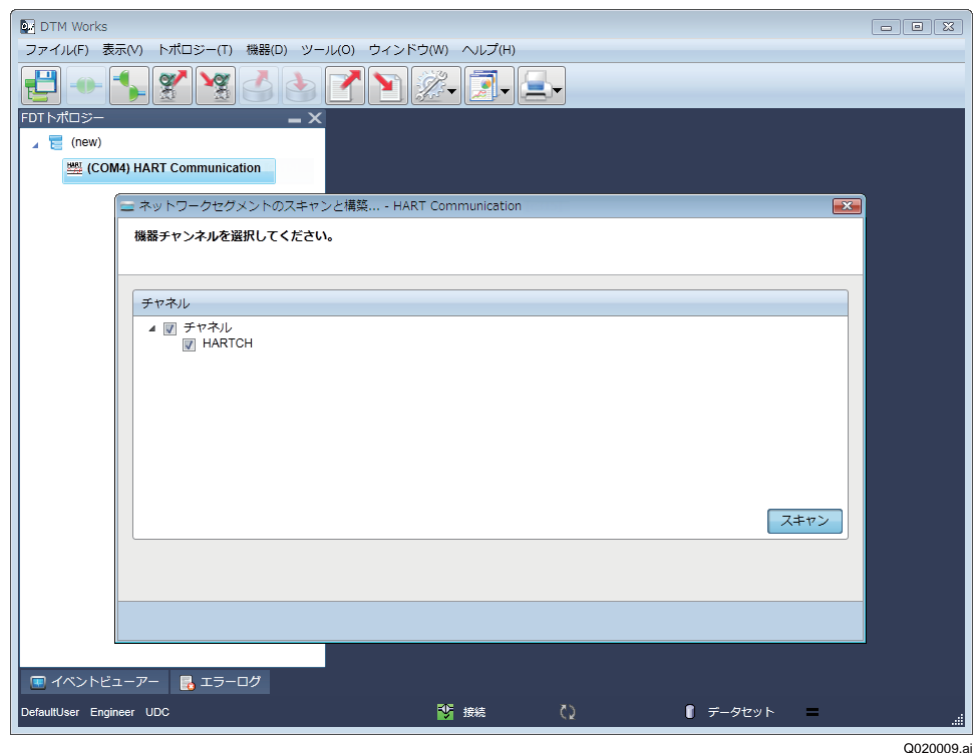 DTM Works
ファイル(F) 表示(V) トポロジー(T) 機器(D) ツール(O) ウィンドウ(W) ヘルプ(H)
FDTトポロジー
(new)
HART (COM4) HART Communication
ネットワークセグメントのスキャンと構築... - HART Communication
機器チャンネルを選択してください。
チャネル
チャネル
HARTCH
スキャン
イベントビューアー エラーログ
DefaultUser Engineer UDC 接続 データセット
Q020009.ai